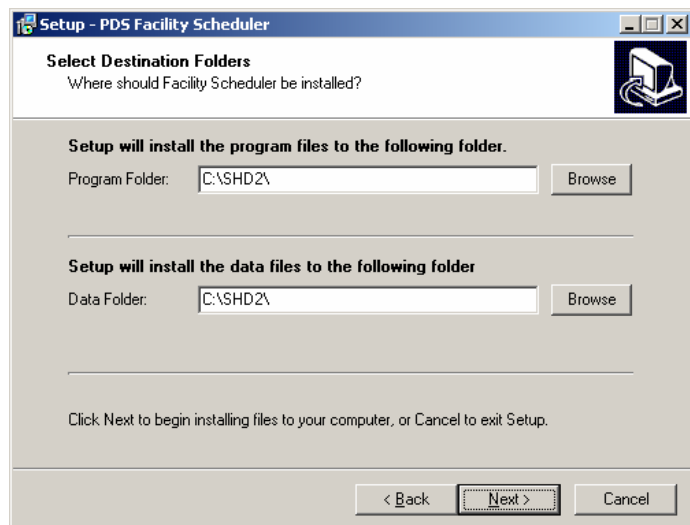 Setup - PDS Facility Scheduler
Select Destination Folders
Where should Facility Scheduler be installed?
Setup will install the program files to the following folder.
Program Folder: C:\SHD2\ Browse
Setup will install the data files to the following folder
Data Folder: C:\SHD2\ Browse
Click Next to begin installing files to your computer, or Cancel to exit Setup.
< Back Next > Cancel